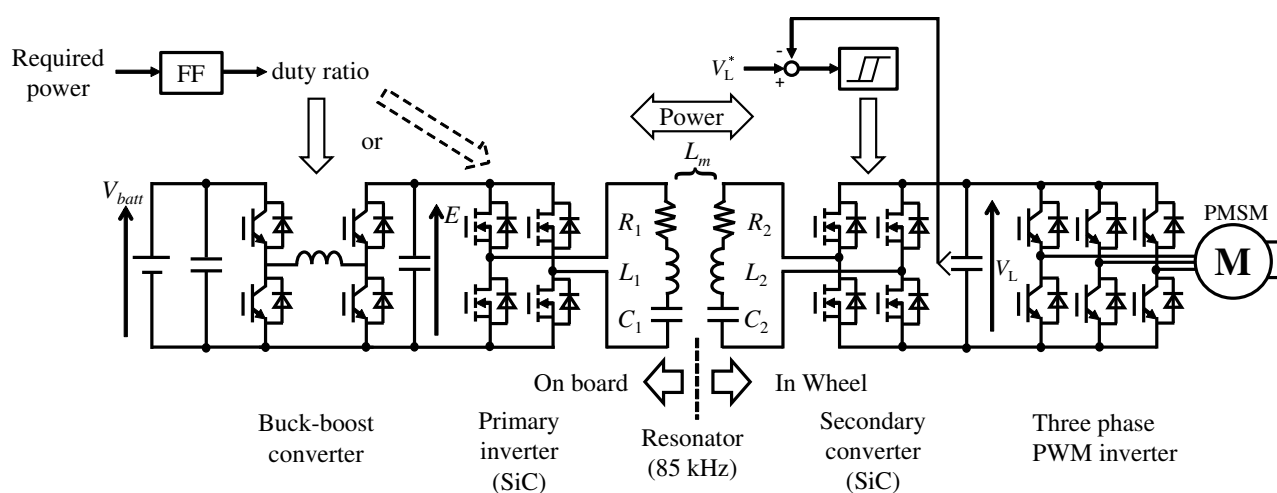 Required
power
FF
duty ratio
or
V_L^*
-
+
Power
L_m
V_batt
E
R_1
L_1
C_1
R_2
L_2
C_2
V_L
PMSM
M
On board
In Wheel
Buck-boost
converter
Primary
inverter
(SiC)
Resonator
(85 kHz)
Secondary
converter
(SiC)
Three phase
PWM inverter